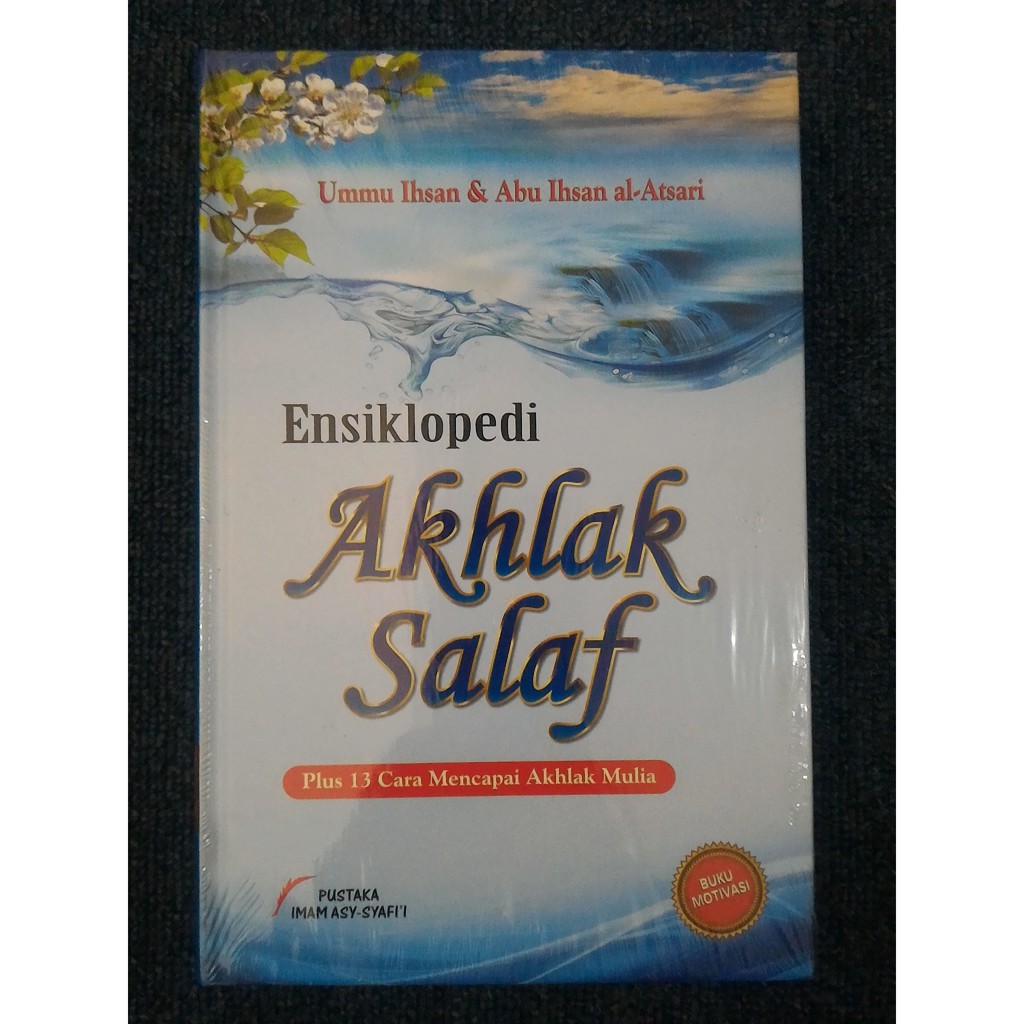 Ummu Ihsan & Abu Ihsan al-Atsari
Ensiklopedi
Akhlak
Salaf
Plus 13 Cara Mencapai Akhlak Mulia
PUSTAKA
IMAM ASY-SYAFI'I
BUKU
MOTIVASI